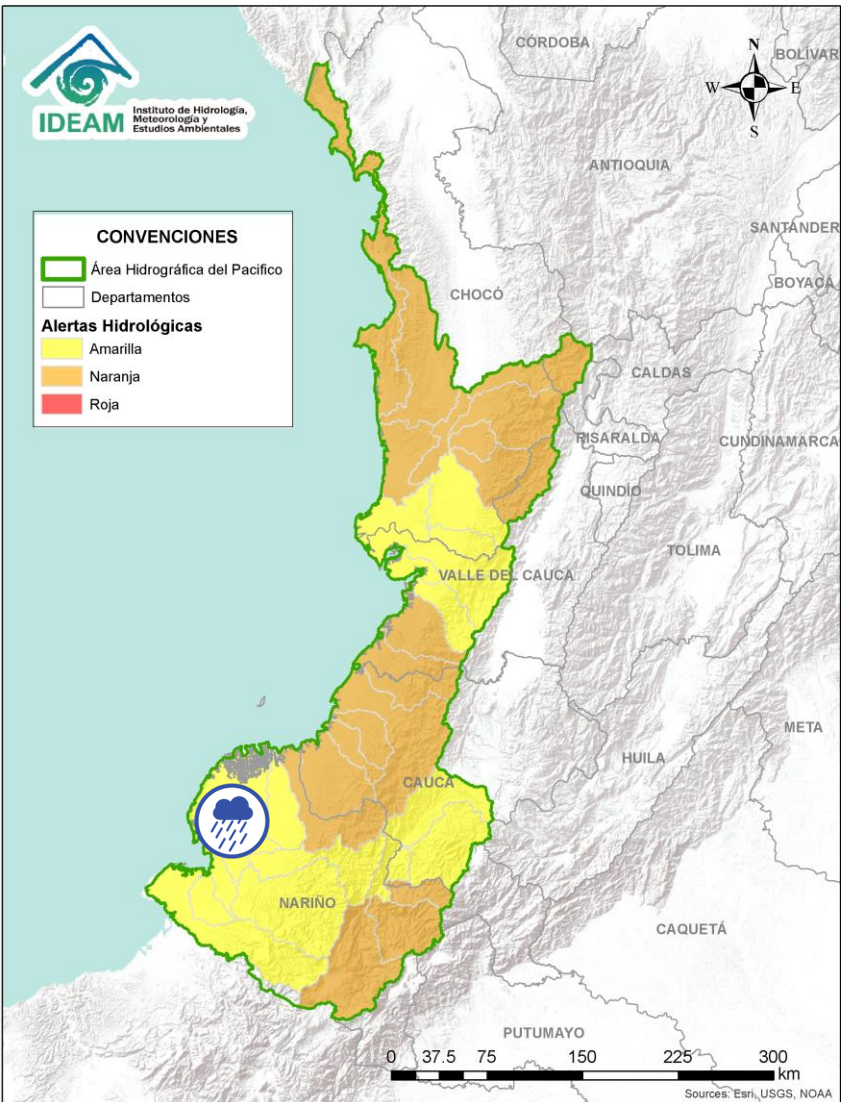 IDEAM
Instituto de Hidrología,
Meteorología y
Estudios Ambientales
CÓRDOBA
BOLIVAR
N
W
E
S
ANTIOQUIA
SANTANDER
BOYACÁ
CONVENCIONES
Área Hidrográfica del Pacifico
Departamentos
Alertas Hidrológicas
Amarilla
Naranja
Roja
CHOCÓ
CALDAS
RISARALDA
CUNDINAMARCA
QUINDÍO
TOLIMA
VALLE DEL CAUCA
META
HUILA
CAUCA
NARIÑO
CAQUETÁ
PUTUMAYO
0 37.5 75 150 225 300
km
Sources: Esri, USGS, NOAA